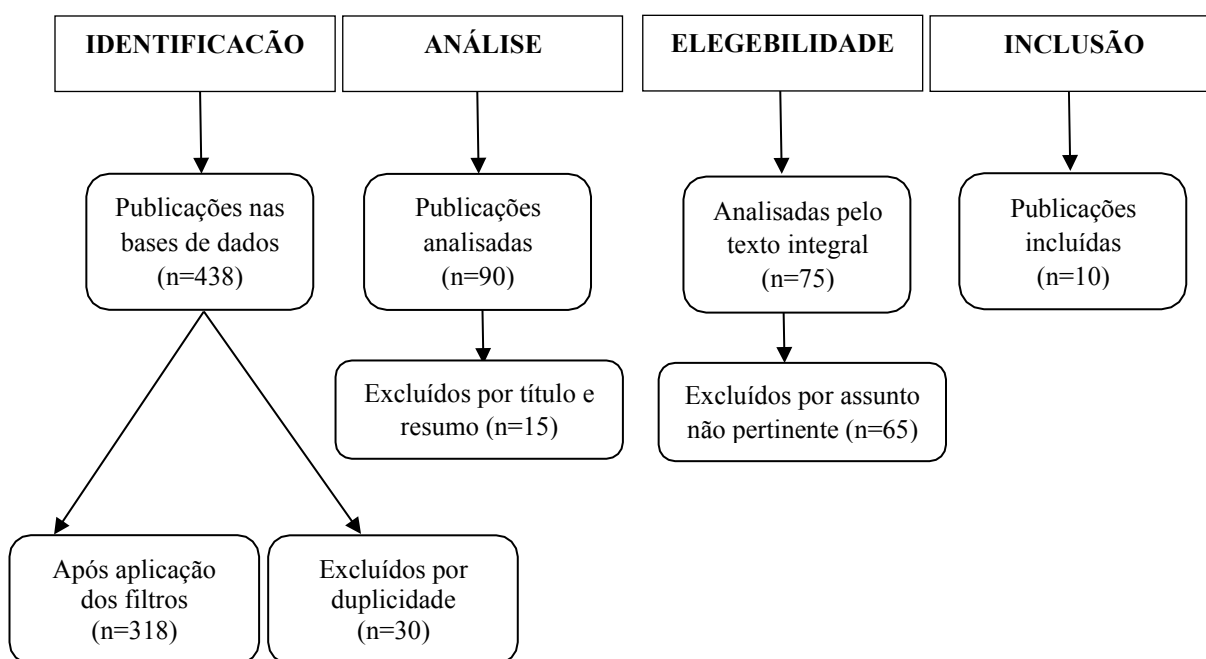 IDENTIFICACÃO
ANÁLISE
ELEGEBILIDADE
INCLUSÃO
Publicações nas
bases de dados
(n=438)
Publicações
analisadas
(n=90)
Analisadas pelo
texto integral
(n=75)
Publicações
incluídas
(n=10)
Excluídos por título e
resumo (n=15)
Excluídos por assunto
não pertinente (n=65)
Após aplicação
dos filtros
(n=318)
Excluídos por
duplicidade
(n=30)